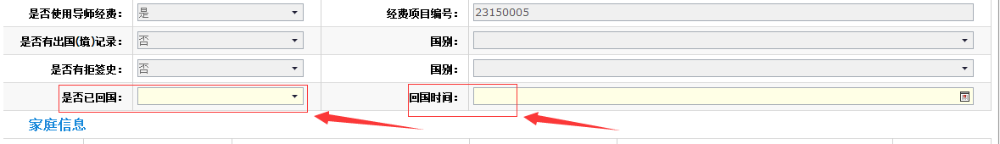 是否使用导师经费： 是 经费项目编号： 23150005
是否有出国(境)记录： 否 国别：
是否有拒签史： 否 国别：
是否已回国： 回国时间：
家庭信息